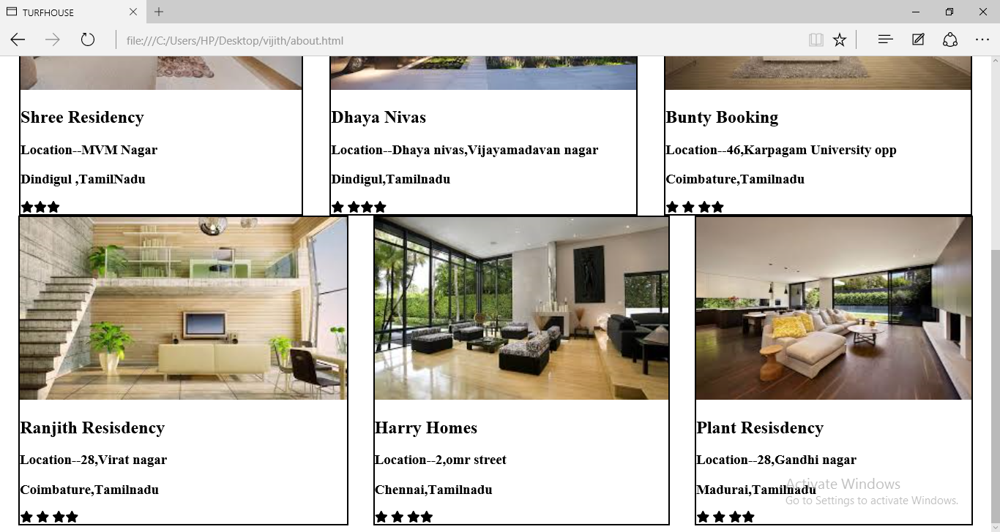 TURFHOUSE
file:///C:/Users/HP/Desktop/vijith/about.html
Shree Residency
Location--MVM Nagar
Dindigul ,TamilNadu
Dhaya Nivas
Location--Dhaya nivas,Vijayamadavan nagar
Dindigul,Tamilnadu
Bunty Booking
Location--46,Karpagam University opp
Coimbature,Tamilnadu
Ranjith Resisdency
Location--28,Virat nagar
Coimbature,Tamilnadu
Harry Homes
Location--2,omr street
Chennai,Tamilnadu
Plant Resisdency
Location--28,Gandhi nagar
Madurai,Tamilnadu
Activate Windows
Go to Settings to activate Windows.